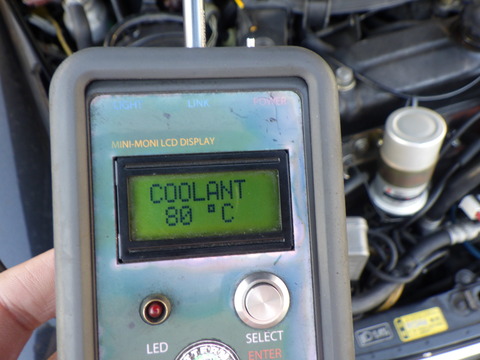 LIGHT LINK POWER
MINI-MONI LCD DISPLAY
COOLANT
80 °C
LED
SELECT
ENTER